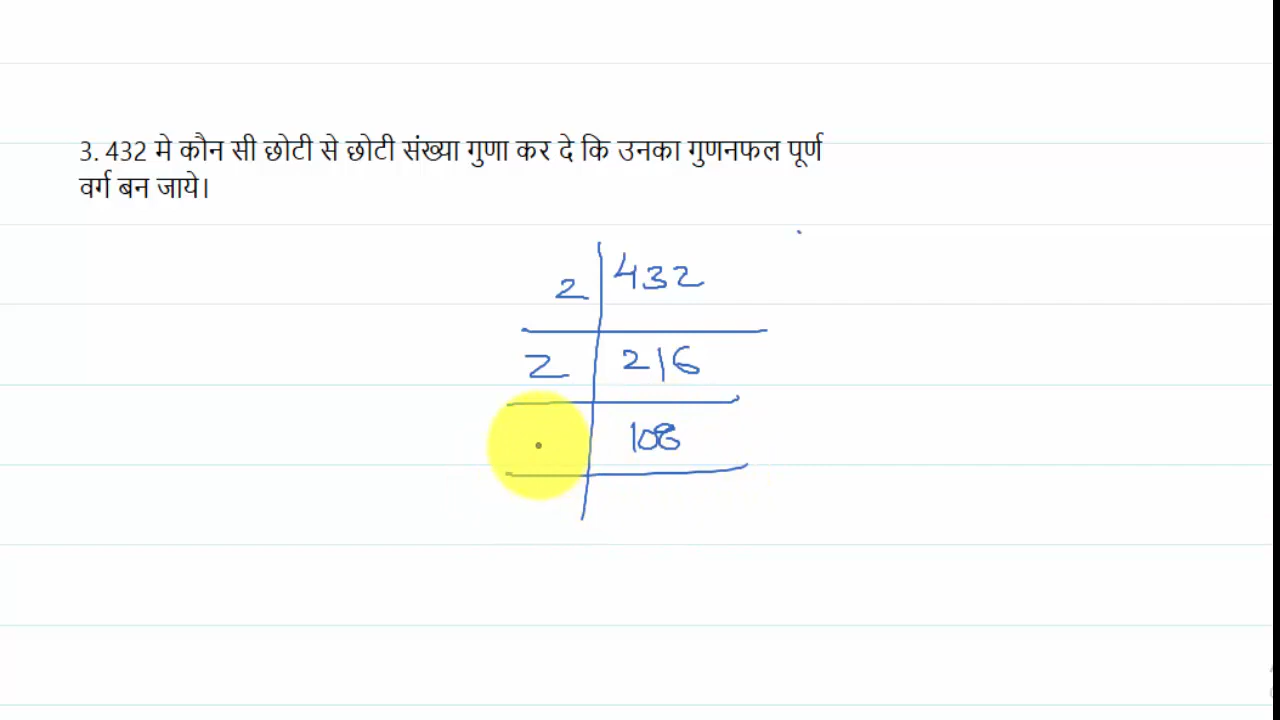 3. 432 मे कौन सी छोटी से छोटी संख्या गुणा कर दे कि उनका गुणनफल पूर्ण
वर्ग बन जाये।
2 432
2 216
108